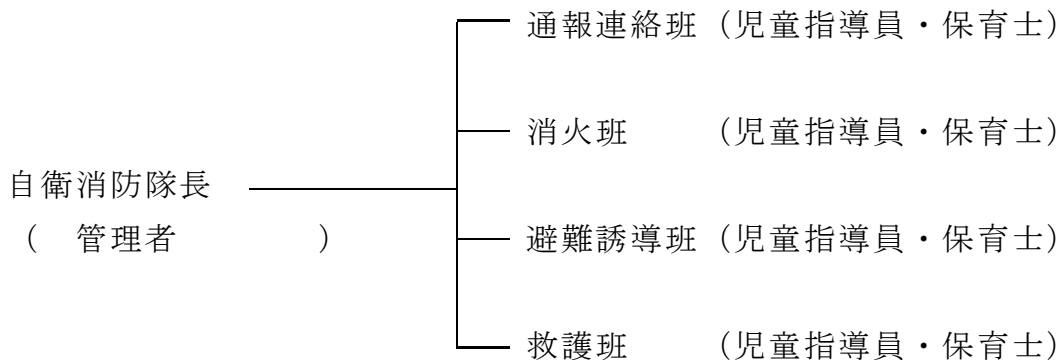 通報連絡班（児童指導員・保育士）
消火班　　（児童指導員・保育士）
自衛消防隊長
（　管理者　　　　　）
避難誘導班（児童指導員・保育士）
救護班　　（児童指導員・保育士）